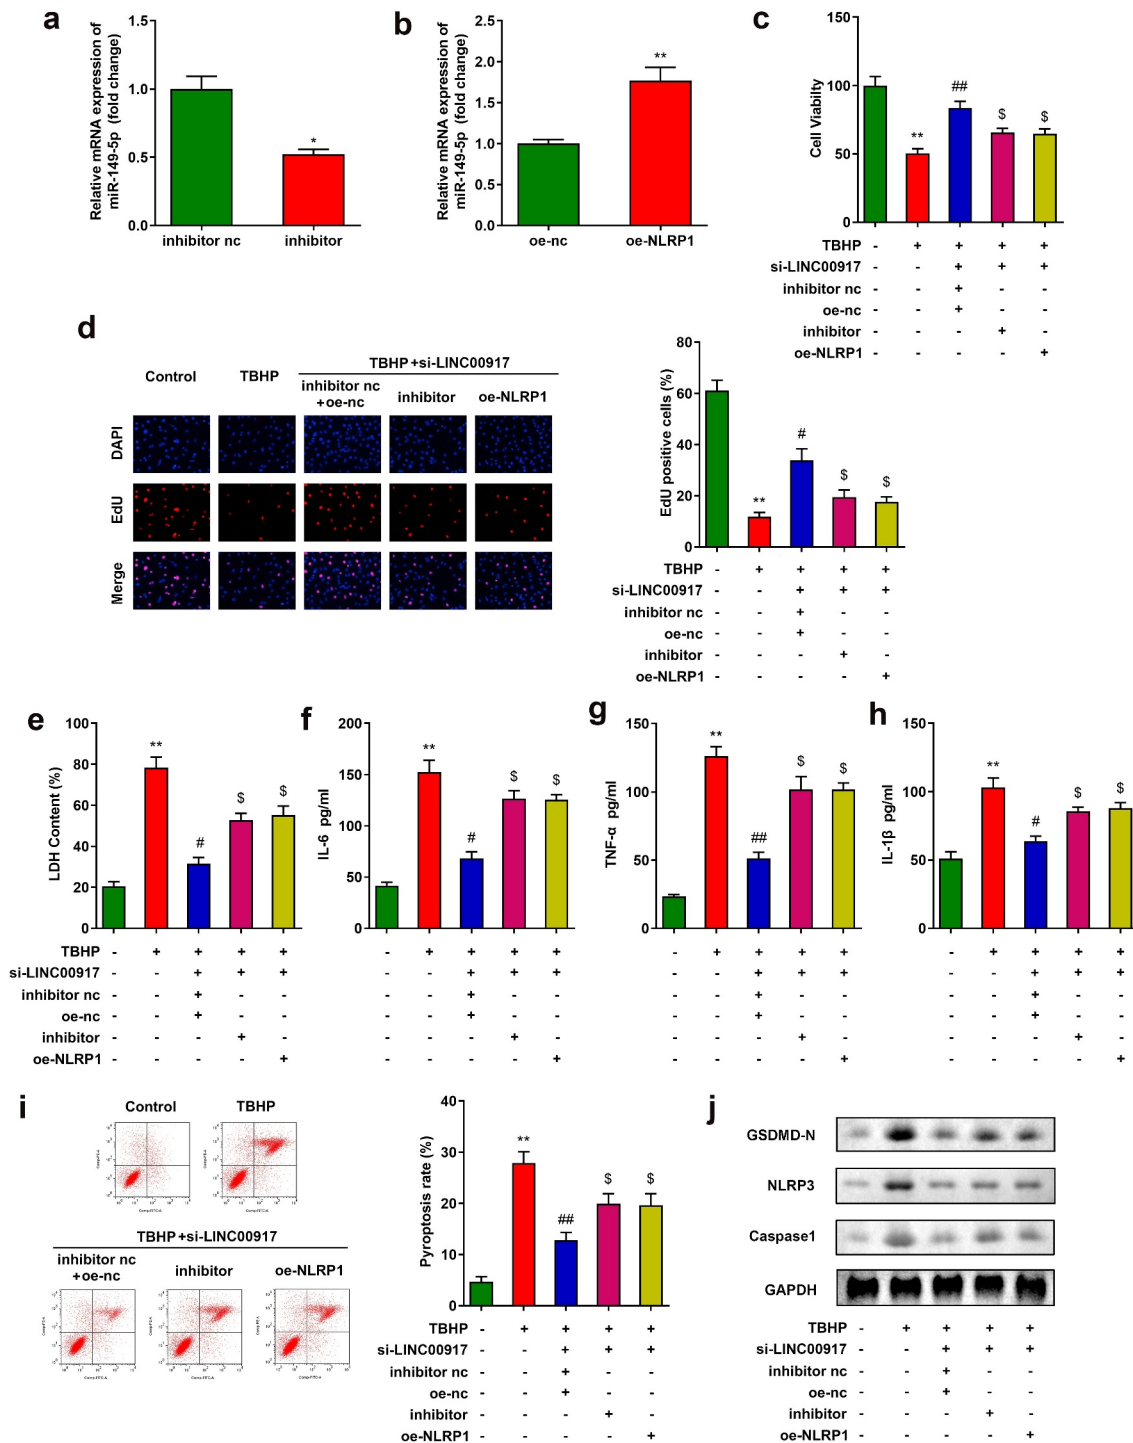 a
Relative mRNA expression of
miR-149-5p (fold change)
1.5
1.0
0.5
0.0
*
inhibitor nc
inhibitor
b
Relative mRNA expression of
miR-149-5p (fold change)
2.5
2.0
1.5
1.0
0.5
0.0
**
oe-nc
oe-NLRP1
c
Cell Viabilty
150
100
50
0
**
##
$
$
TBHP - + + + +
si-LINC00917 - - + + +
inhibitor nc - - + - -
oe-nc - - + - -
inhibitor - - - + -
oe-NLRP1 - - - - +
d
TBHP+si-LINC00917
Control
TBHP
inhibitor nc
+oe-nc
inhibitor
oe-NLRP1
DAPI
EdU
Merge
EdU positive cells (%)
80
60
40
20
0
**
#
$
$
TBHP - + + + +
si-LINC00917 - - + + +
inhibitor nc - - + - -
oe-nc - - + - -
inhibitor - - - + -
oe-NLRP1 - - - - +
e
LDH Content (%)
100
80
60
40
20
0
**
#
$
$
f
IL-6 pg/ml
200
150
100
50
0
**
#
$
$
g
TNF-α pg/ml
150
100
50
0
**
##
$
$
h
IL-1β pg/ml
150
100
50
0
**
#
$
$
TBHP - + + + + - + + + + - + + + + - + + + +
si-LINC00917 - - + + + - - + + + - - + + + - - + + +
inhibitor nc - - + - - - - + - - - - + - - - - + - -
oe-nc - - + - - - - + - - - - + - - - - + - -
inhibitor - - - + - - - - + - - - - + - - - - + -
oe-NLRP1 - - - - + - - - - + - - - - + - - - - +
i
Control
TBHP
TBHP+si-LINC00917
inhibitor nc
+oe-nc
inhibitor
oe-NLRP1
Pyroptosis rate (%)
40
30
20
10
0
**
##
$
$
TBHP - + + + +
si-LINC00917 - - + + +
inhibitor nc - - + - -
oe-nc - - + - -
inhibitor - - - + -
oe-NLRP1 - - - - +
j
GSDMD-N
NLRP3
Caspase1
GAPDH
TBHP - + + + +
si-LINC00917 - - + + +
inhibitor nc - - + - -
oe-nc - - + - -
inhibitor - - - + -
oe-NLRP1 - - - - +